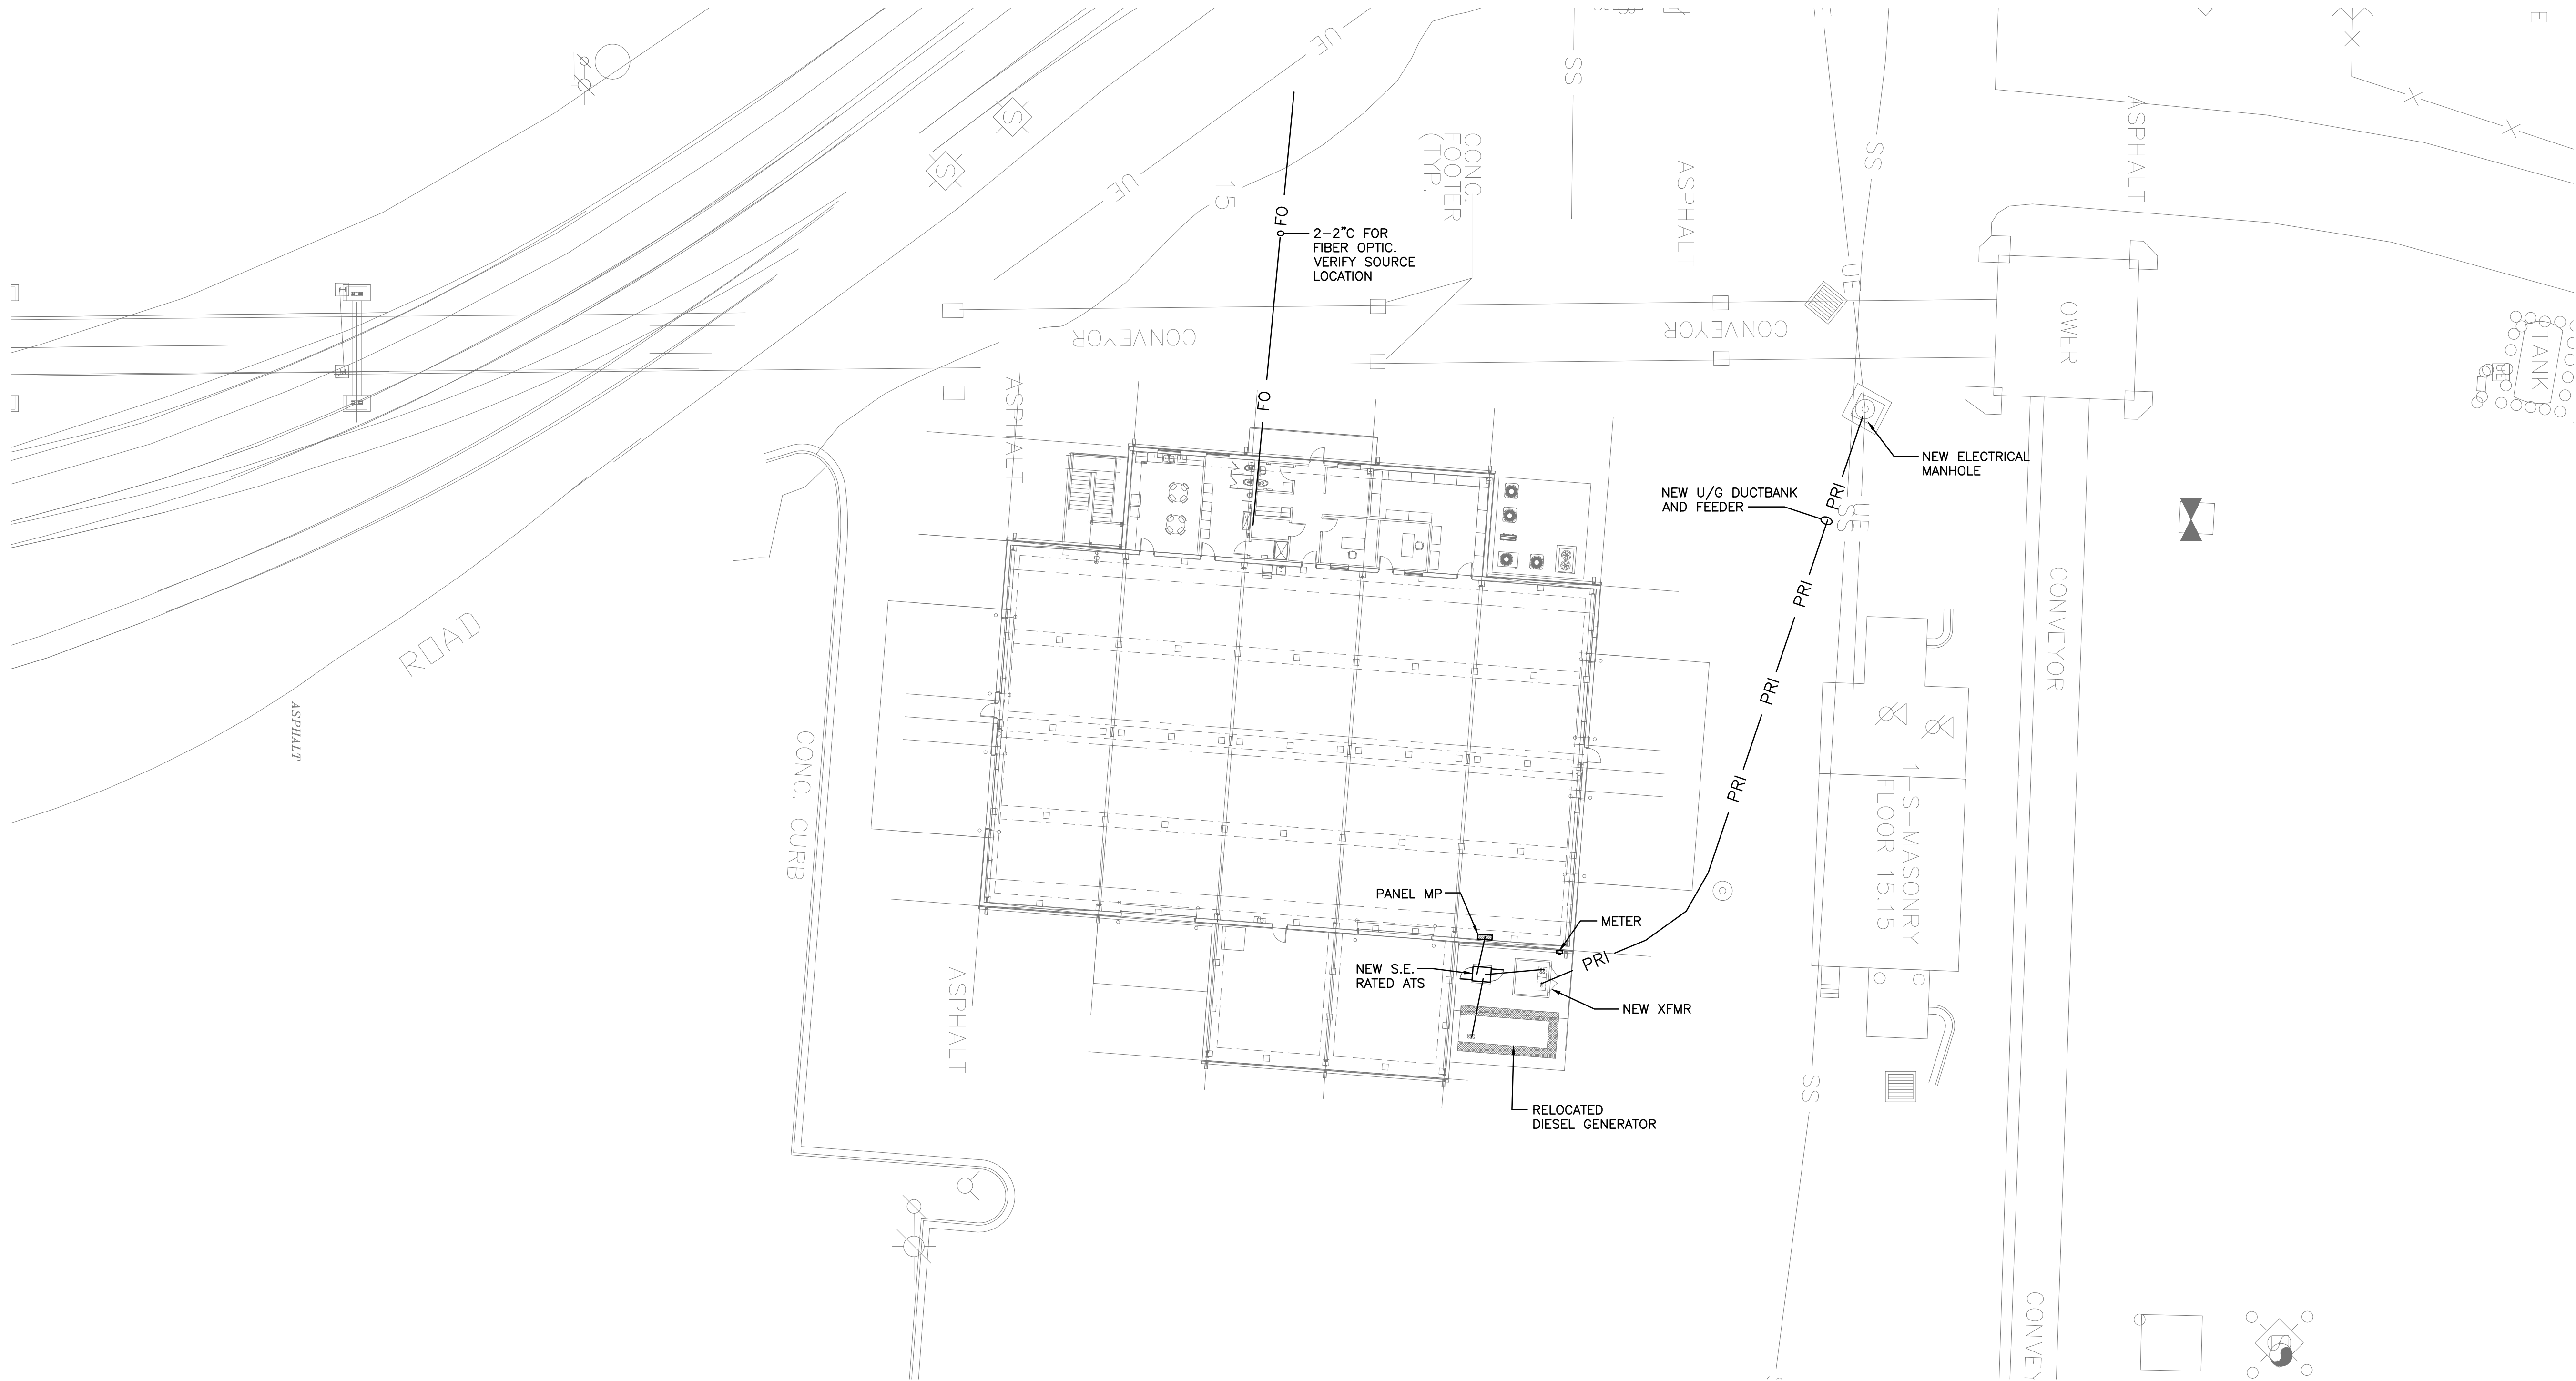 UE
SS
E
E
S
S
UE
15
CONC.
FOOTER
(TYP.
ASPHALT
SS
ASPHALT
FO
2-2"C FOR
FIBER OPTIC.
VERIFY SOURCE
LOCATION
UE
CONVEYOR
CONVEYOR
TOWER
TANK
ASPHALT
FO
NEW ELECTRICAL
MANHOLE
NEW U/G DUCTBANK
AND FEEDER
PRI
UE
SS
PRI
ROAD
CONVEYOR
PRI
ASPHALT
CONC. CURB
PRI
1-S-MASONRY
FLOOR 15.15
PANEL MP
METER
NEW S.E.
RATED ATS
PRI
NEW XFMR
ASPHALT
SS
RELOCATED
DIESEL GENERATOR
CONVEY